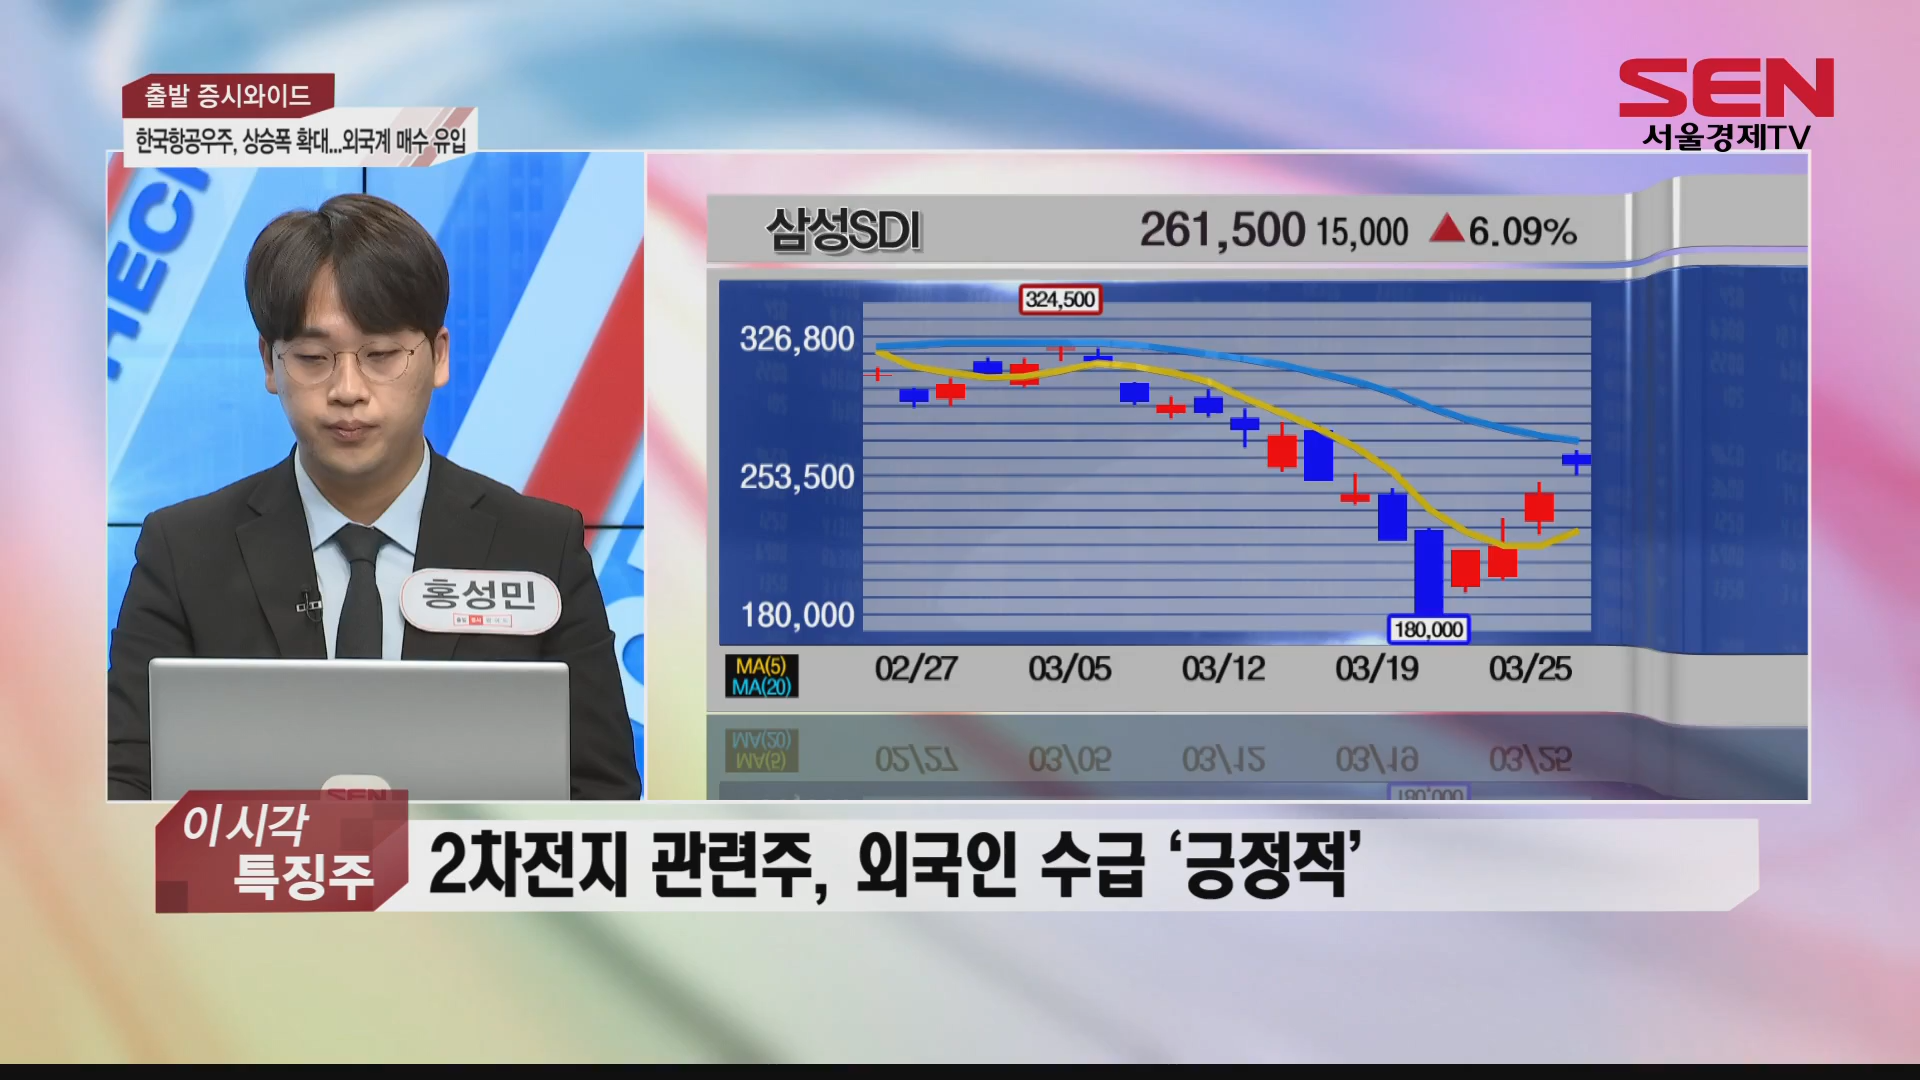 출발 증시와이드
한국항공우주, 상승폭 확대...외국계 매수 유입
SEN
서울경제TV
HECK
삼성SDI 261,500 15,000 ▲6.09%
324,500
326,800
253,500
180,000
180,000
MA(5)
MA(20)
02/27 03/05 03/12 03/19 03/25
홍성민
SEN
이시각
특징주
2차전지 관련주, 외국인 수급 ‘긍정적’